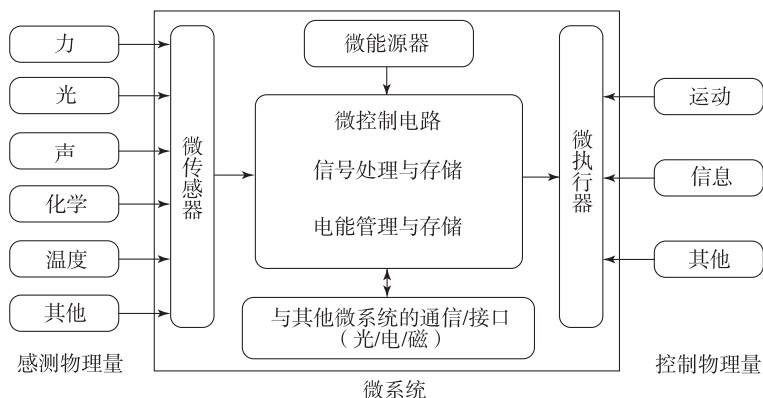 力
光
声
化学
温度
其他
感测物理量
微传感器
微能源器
微控制电路
信号处理与存储
电能管理与存储
与其他微系统的通信/接口
（光/电/磁）
微执行器
运动
信息
其他
控制物理量
微系统